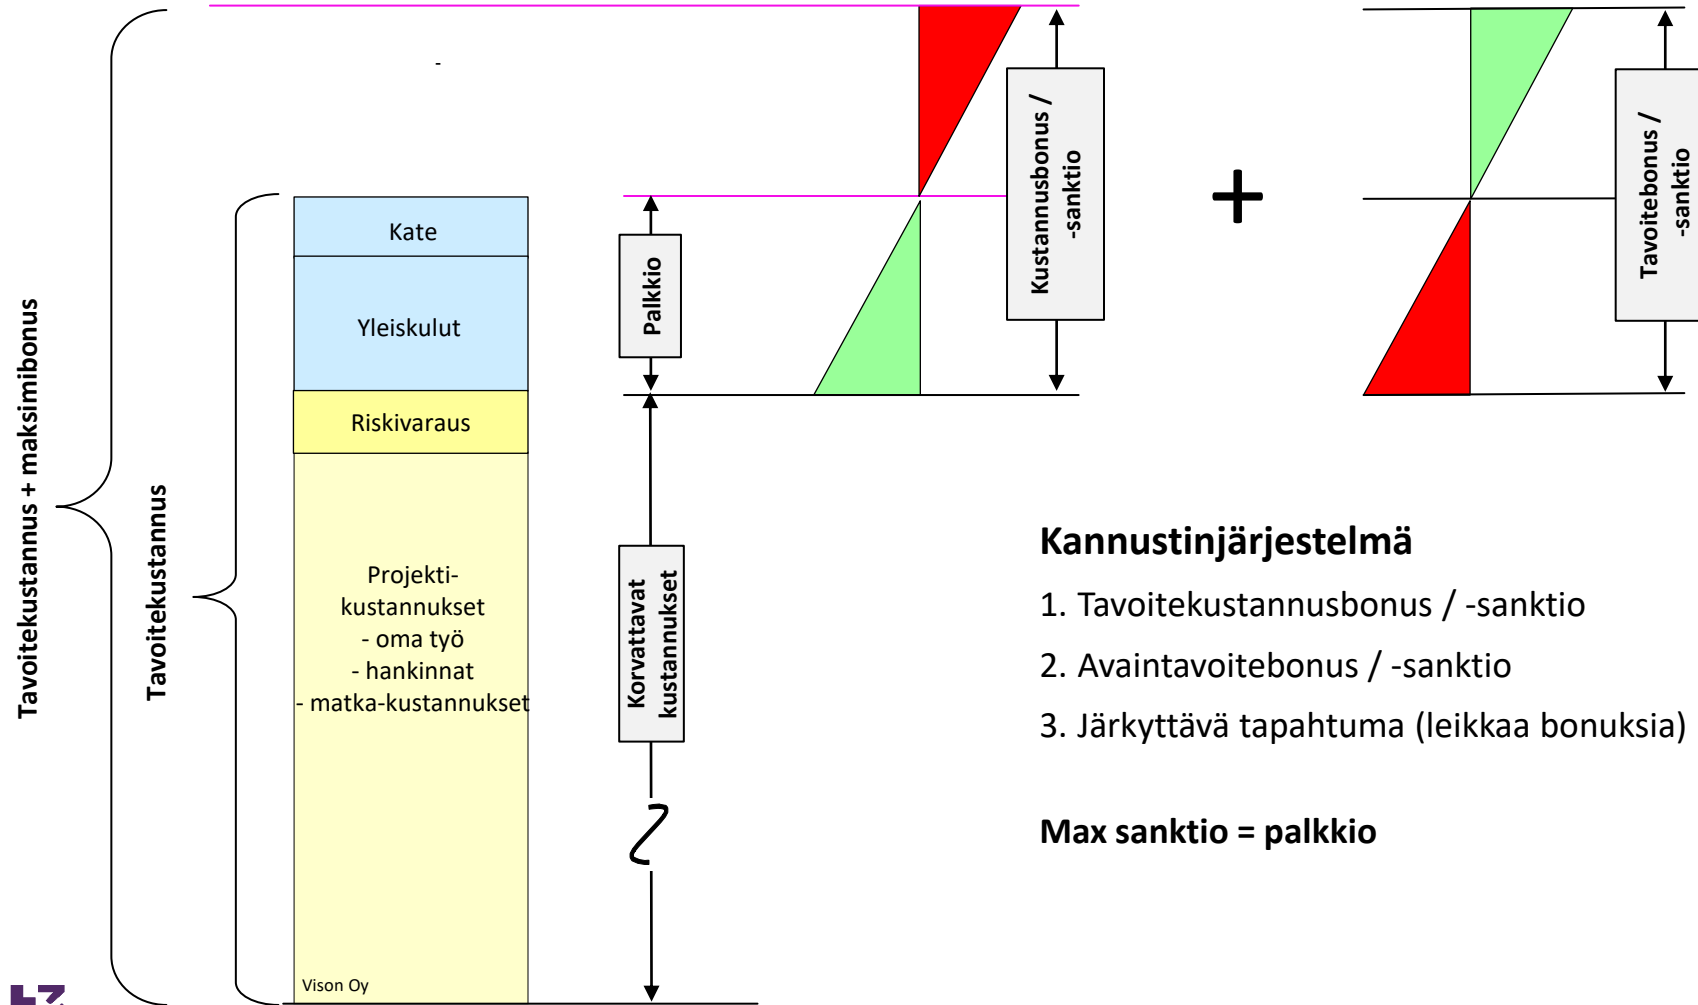 -
Tavoitekustannus + maksimibonus
Tavoitekustannus
Kate
Yleiskulut
Riskivaraus
Projekti-
kustannukset
- oma työ
- hankinnat
- matka-kustannukset
Vison Oy
Palkkio
Korvattavat
kustannukset
Kustannusbonus /
-sanktio
+
Tavoitebonus /
-sanktio
Kannustinjärjestelmä
1. Tavoitekustannusbonus / -sanktio
2. Avaintavoitebonus / -sanktio
3. Järkyttävä tapahtuma (leikkaa bonuksia)
Max sanktio = palkkio